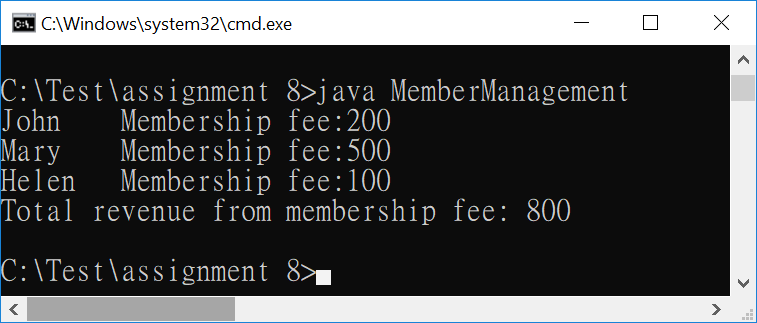 C:\Windows\system32\cmd.exe
C:\Test\assignment 8>java MemberManagement
John    Membership fee:200
Mary    Membership fee:500
Helen   Membership fee:100
Total revenue from membership fee: 800
C:\Test\assignment 8>